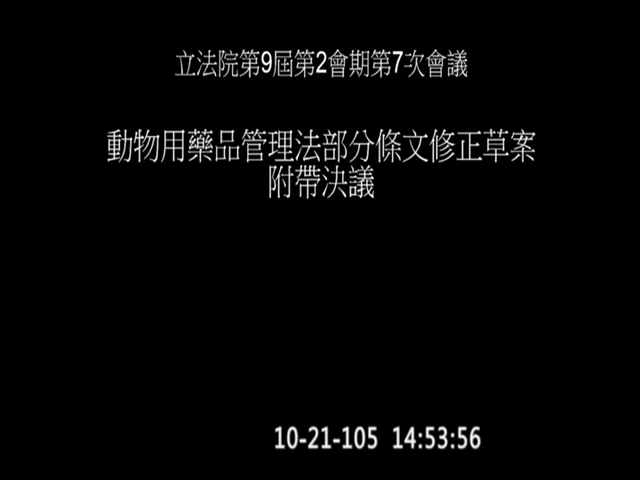 立法院第9屆第2會期第7次會議
動物用藥品管理法部分條文修正草案
附帶決議
10-21-105 14:53:56